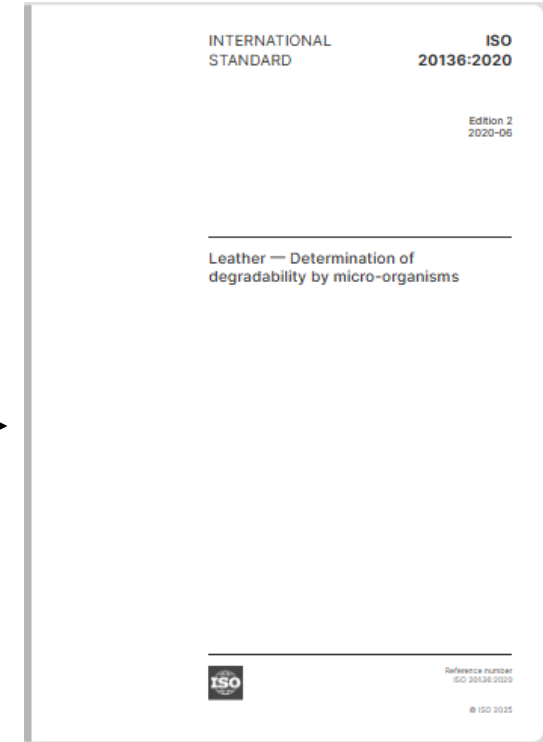 INTERNATIONAL
STANDARD
ISO
20136:2020
Edition 2
2020-06
Leather — Determination of
degradability by micro-organisms
ISO
Reference number
ISO 20136:2020
© ISO 2025